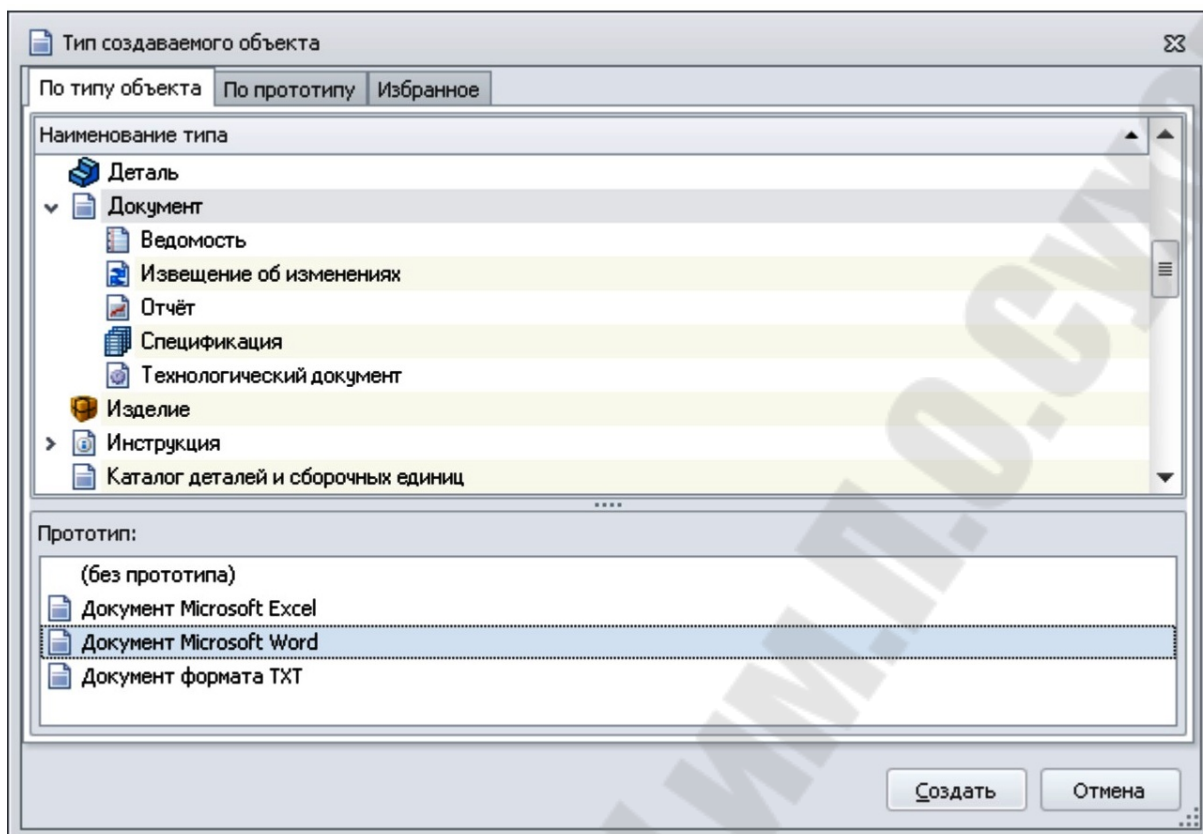 Тип создаваемого объекта
По типу объекта По прототипу Избранное
Наименование типа
Деталь
Документ
Ведомость
Извещение об изменениях
Отчёт
Спецификация
Технологический документ
Изделие
Инструкция
Каталог деталей и сборочных единиц
Прототип:
(без прототипа)
Документ Microsoft Excel
Документ Microsoft Word
Документ формата TXT
Создать Отмена
им.П.О.Сух